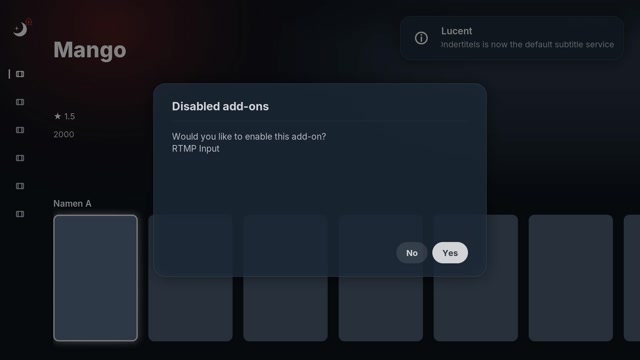 Mango
Lucent
Indertitels is now the default subtitle service
★ 1.5
2000
Disabled add-ons
Would you like to enable this add-on?
RTMP Input
No
Yes
Namen A